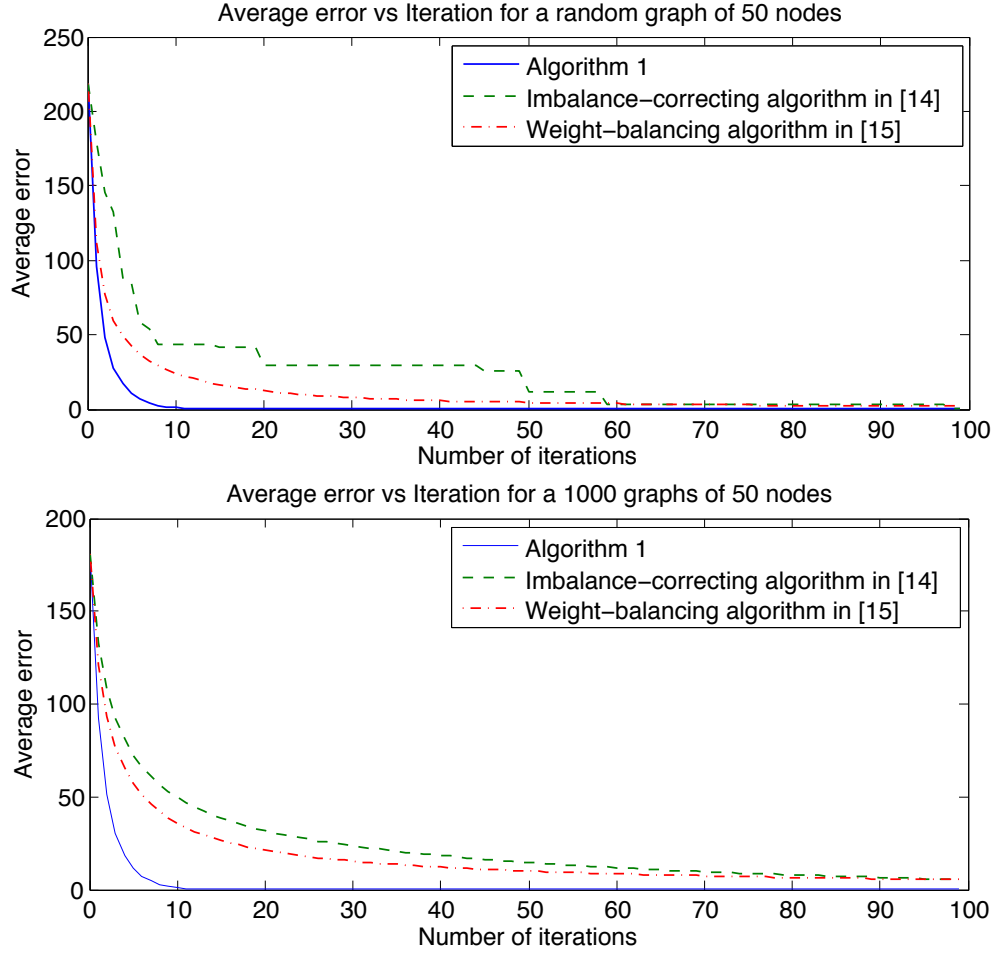 Average error vs Iteration for a random graph of 50 nodes
250
200
150
100
50
0
Average error
Algorithm 1
Imbalance−correcting algorithm in [14]
Weight−balancing algorithm in [15]
0 10 20 30 40 50 60 70 80 90 100
Number of iterations
Average error vs Iteration for a 1000 graphs of 50 nodes
200
150
100
50
0
Average error
Algorithm 1
Imbalance−correcting algorithm in [14]
Weight−balancing algorithm in [15]
0 10 20 30 40 50 60 70 80 90 100
Number of iterations